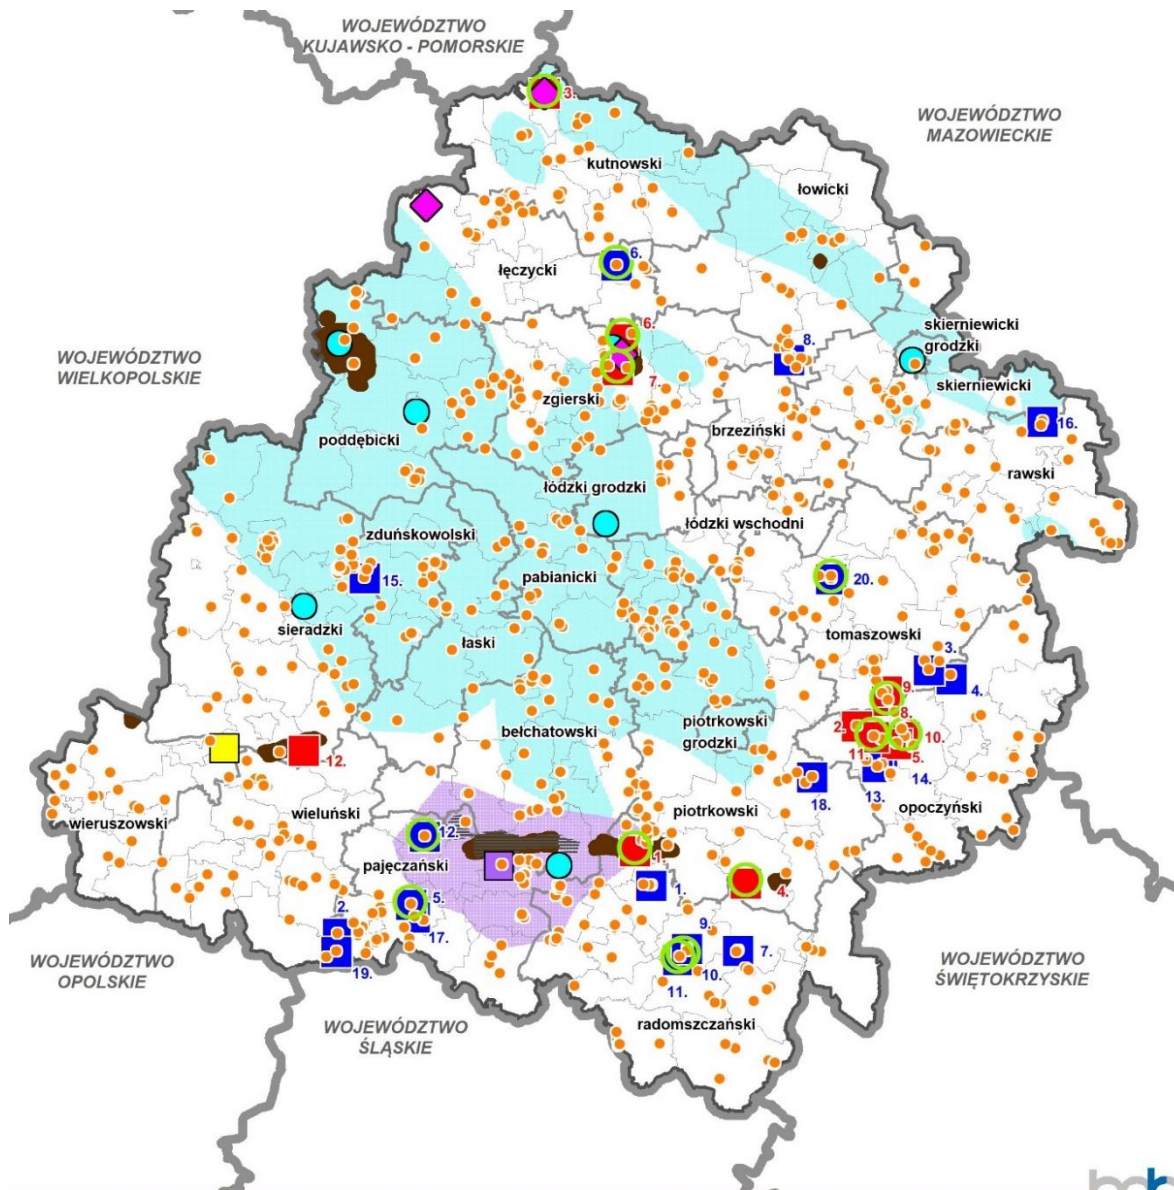 WOJEWÓDZTWO
KUJAWSKO - POMORSKIE
3.
WOJEWÓDZTWO
MAZOWIECKIE
kutnowski
łowicki
6.
łęczycki
6.
skierniewicki
grodzki
8.
WOJEWÓDZTWO
WIELKOPOLSKIE
7.
skierniewicki
zgierski
16.
brzeziński
poddębicki
rawski
łódzki grodzki
łódzki wschodni
zduńskowolski
15.
pabianicki
20.
sieradzki
tomaszowski
łaski
3.
4.
9.
piotrkowski
grodzki
8.
2.
10.
bełchatowski
11.
5.
12.
14.
13.
18.
opoczyński
wieruszowski
wieluński
piotrkowski
12.
pajęczański
1.
1.
4.
5.
2.
17.
9.
7.
10.
19.
11.
WOJEWÓDZTWO
OPOLSKIE
WOJEWÓDZTWO
ŚWIĘTOKRZYSKIE
radomszczański
WOJEWÓDZTWO
ŚLĄSKIE